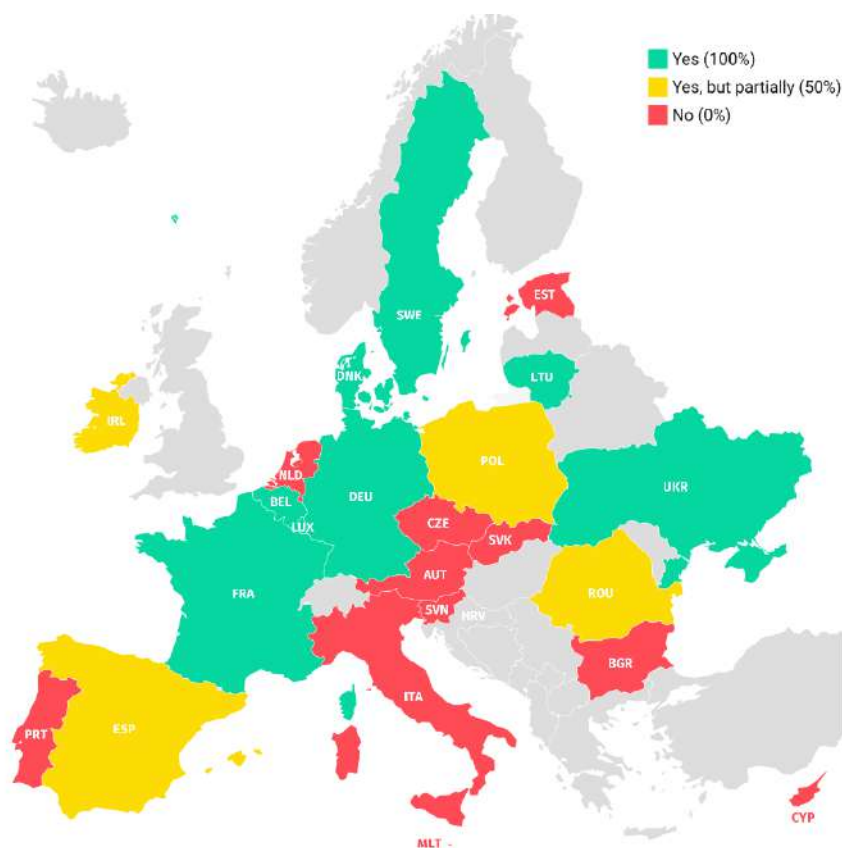 Yes (100%)
Yes, but partially (50%)
No (0%)
EST
SWE
LTU
DNK
IRL
POL
NLD
UKR
DEU
BEL
CZE
LUX
SVK
AUT
FRA
ROU
SVN
HRV
BGR
ITA
ESP
PRT
CYP
MLT